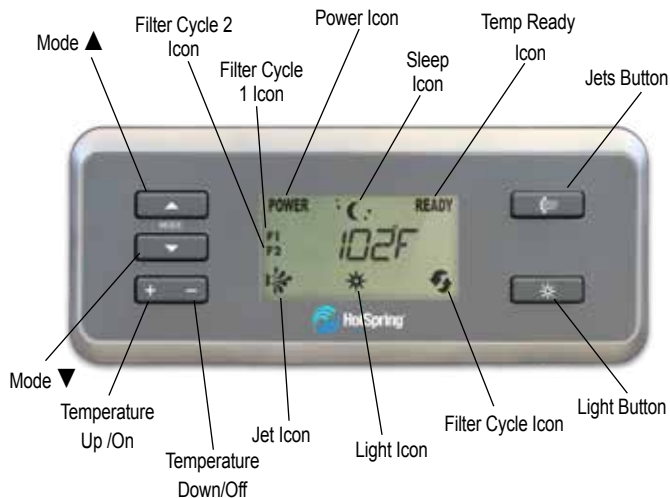 Mode ▲
Filter Cycle 2
Icon
Filter Cycle
1 Icon
Power Icon
Sleep
Icon
Temp Ready
Icon
Jets Button
POWER
READY
MODE
F1
F2
102°F
+ −
HotSpring
Mode ▼
Temperature
Up /On
Temperature
Down/Off
Jet Icon
Light Icon
Filter Cycle Icon
Light Button